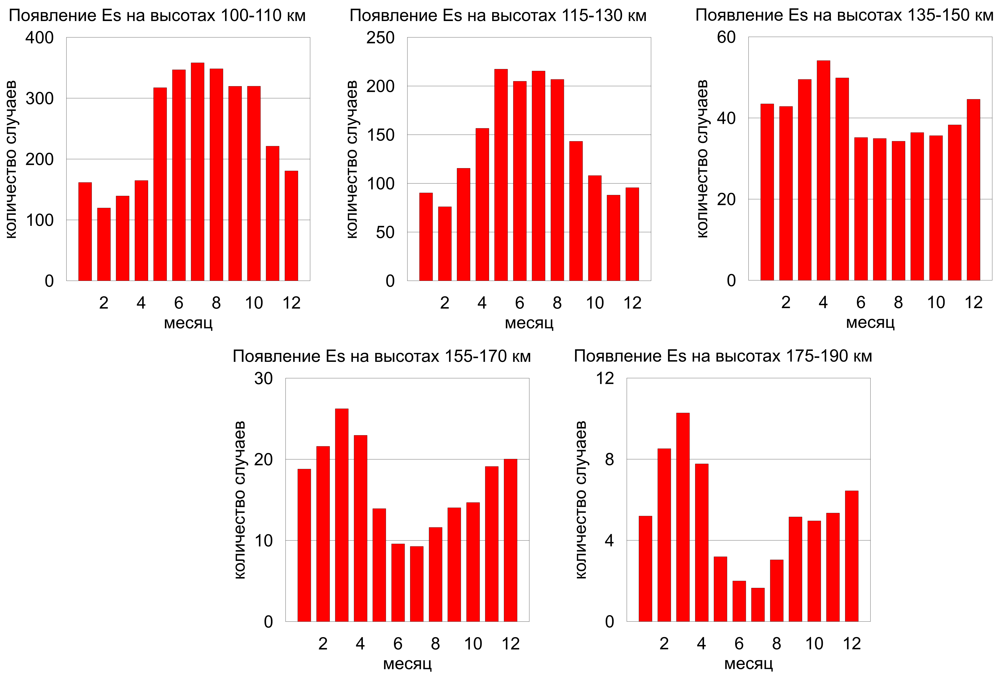 Появление Es на высотах 100-110 км
количество случаев
400
300
200
100
0
2 4 6 8 10 12
месяц
Появление Es на высотах 115-130 км
количество случаев
250
200
150
100
50
0
2 4 6 8 10 12
месяц
Появление Es на высотах 135-150 км
количество случаев
60
40
20
0
2 4 6 8 10 12
месяц
Появление Es на высотах 155-170 км
количество случаев
30
20
10
0
2 4 6 8 10 12
месяц
Появление Es на высотах 175-190 км
количество случаев
12
8
4
0
2 4 6 8 10 12
месяц